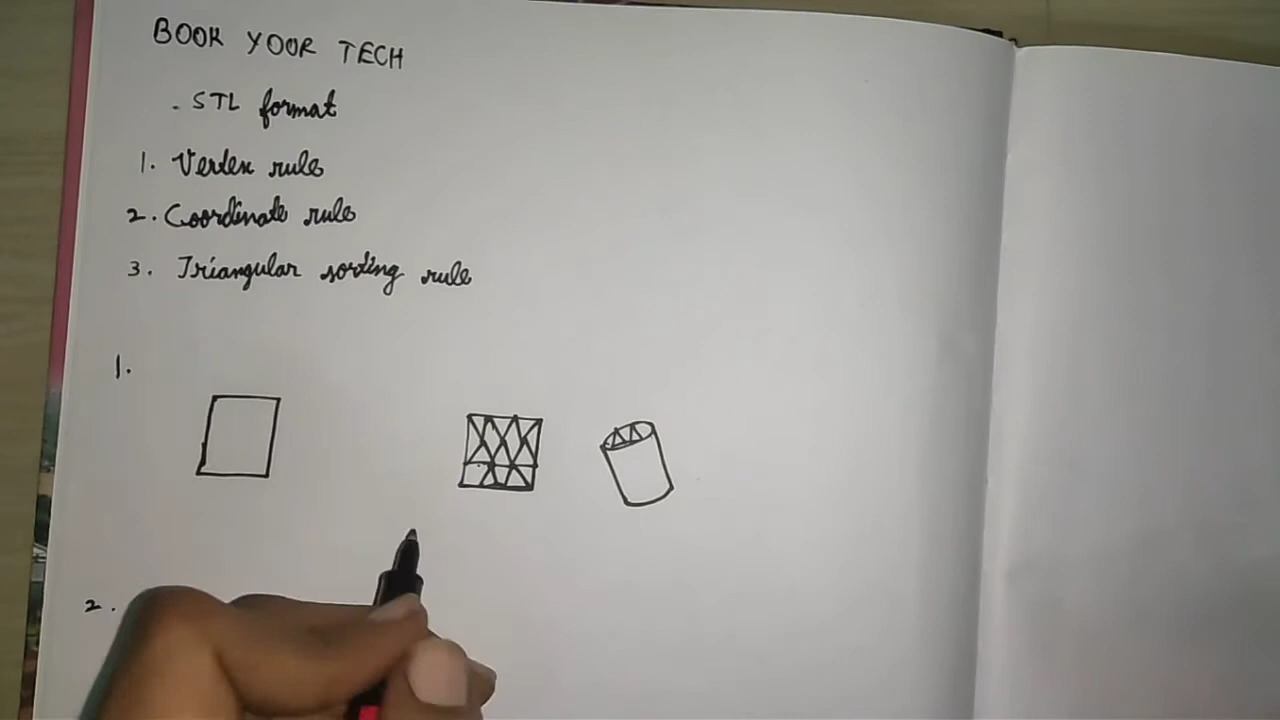 BOOK YOUR TECH
. STL format
1. Vertex rule
2. Coordinate rule
3. Triangular sorting rule
1.
2.